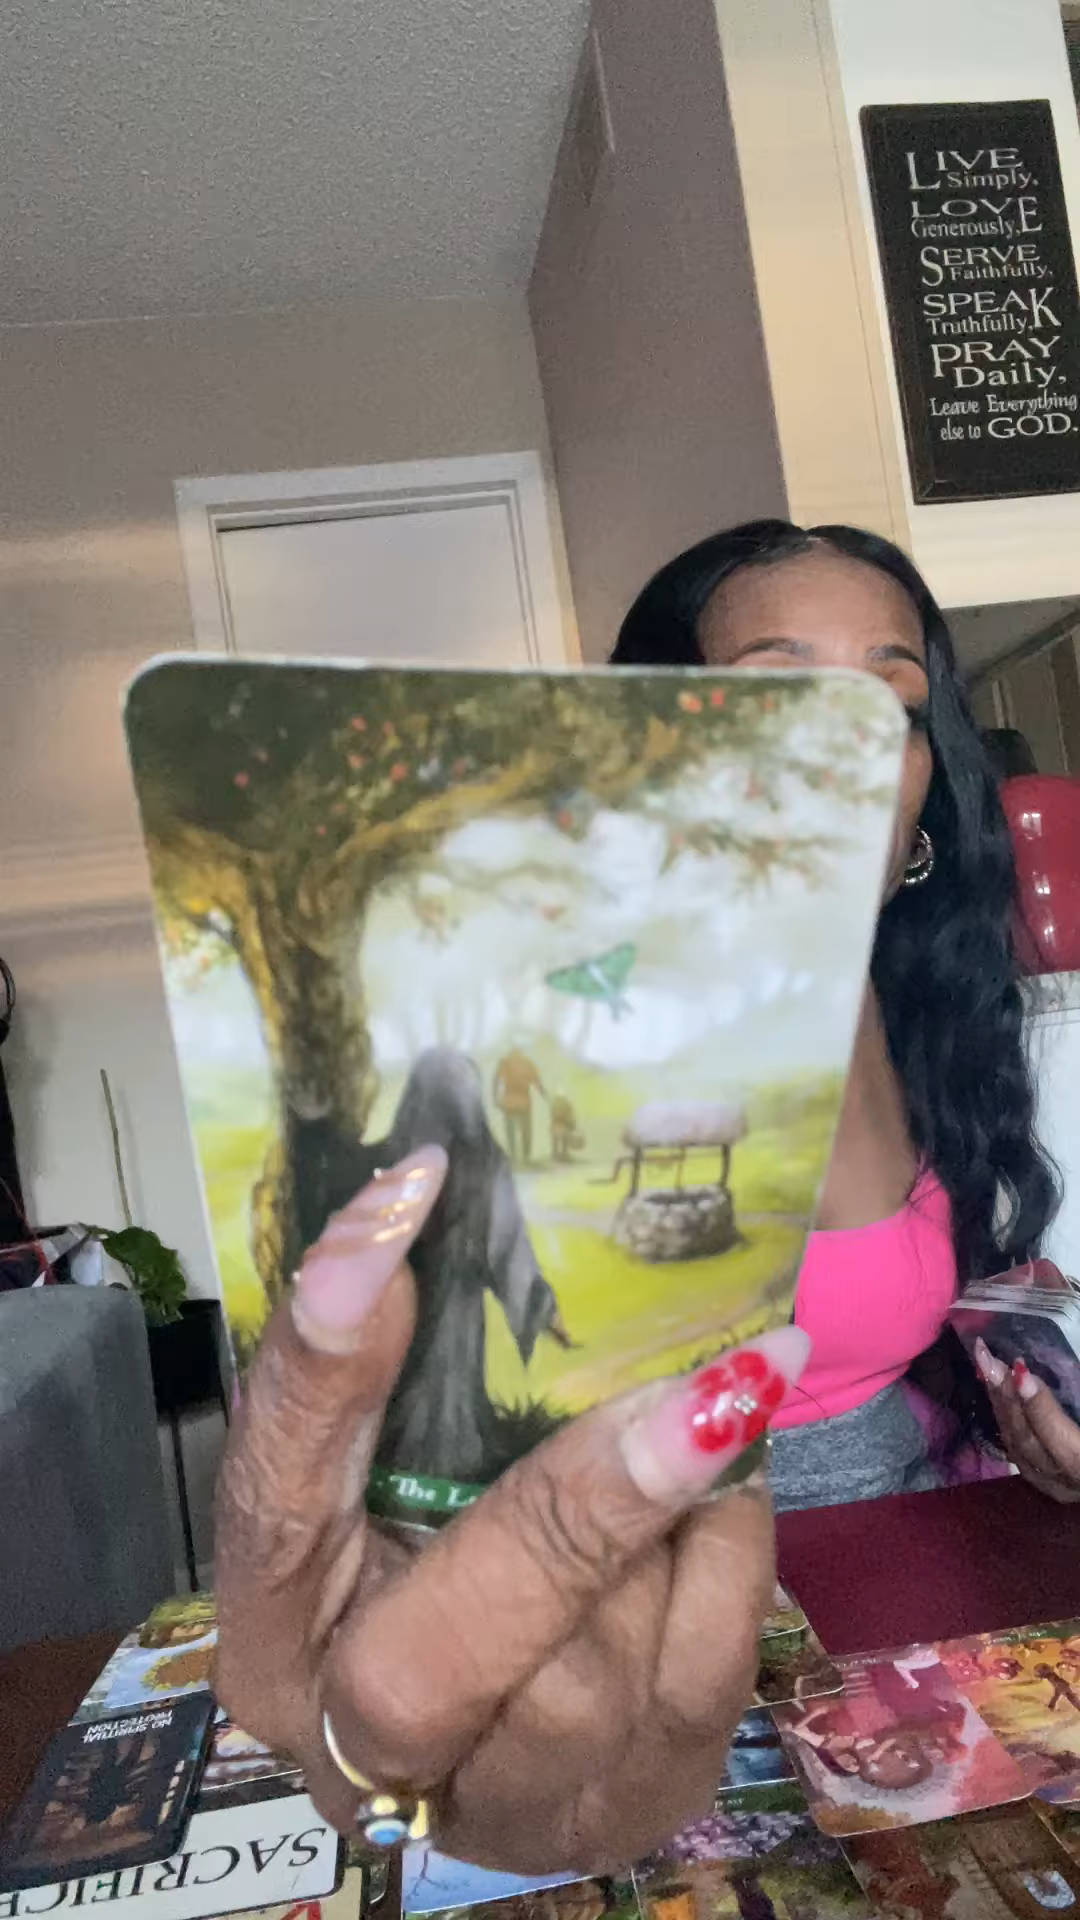 LIVE
Simply,
LOVE
Generously,
SERVE
Faithfully,
SPEAK
Truthfully,
PRAY
Daily,
Leave Everything
else to GOD.
The
NO SPIRITUAL
PROTECTION
SACRIFICE